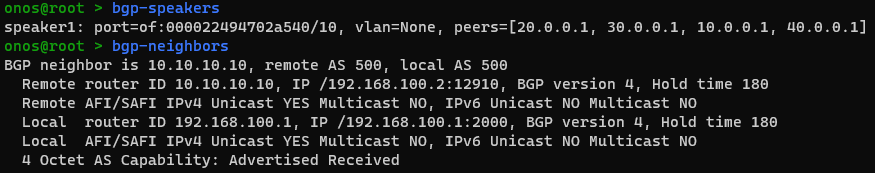 onos@root > bgp-speakers
speaker1: port=of:000022494702a540/10, vlan=None, peers=[20.0.0.1, 30.0.0.1, 10.0.0.1, 40.0.0.1]
onos@root > bgp-neighbors
BGP neighbor is 10.10.10.10, remote AS 500, local AS 500
  Remote router ID 10.10.10.10, IP /192.168.100.2:12910, BGP version 4, Hold time 180
  Remote AFI/SAFI IPv4 Unicast YES Multicast NO, IPv6 Unicast NO Multicast NO
  Local  router ID 192.168.100.1, IP /192.168.100.1:2000, BGP version 4, Hold time 180
  Local  AFI/SAFI IPv4 Unicast YES Multicast NO, IPv6 Unicast NO Multicast NO
  4 Octet AS Capability: Advertised Received